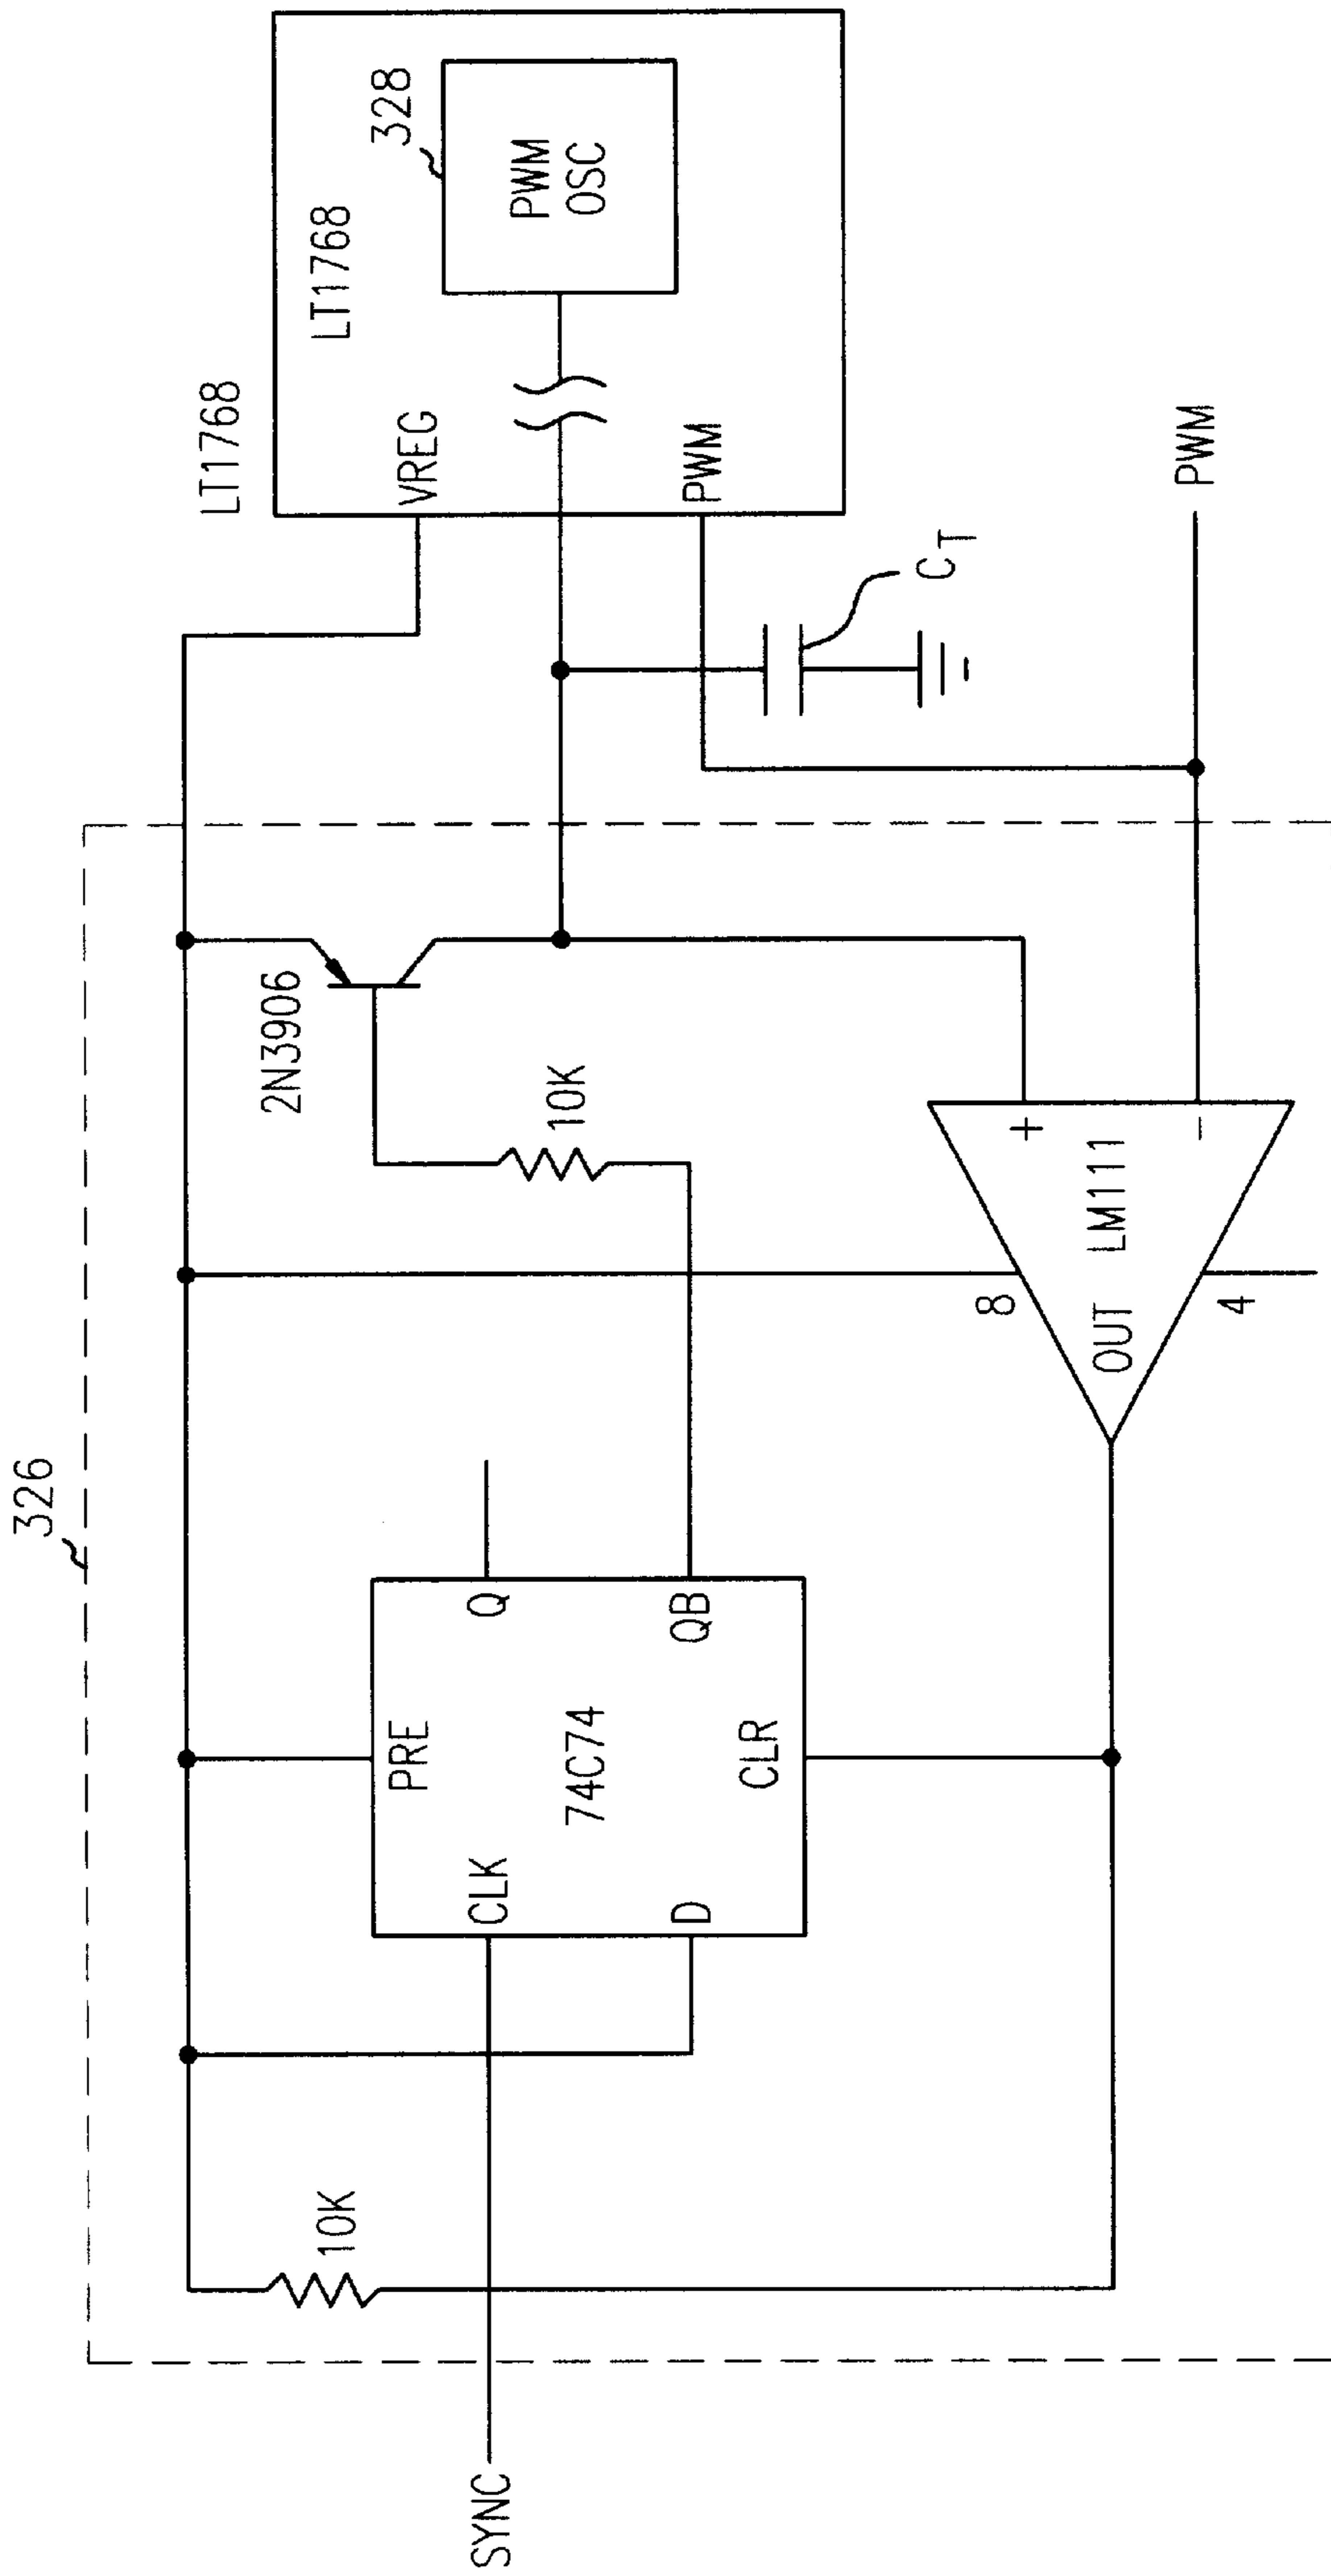 326
LT1768
LT1768
328
PWM
OSC
VREG
PWM
2N3906
10K
C_T
PWM
PRE
Q
CLK
74C74
QB
D
CLR
8
+
LM111
OUT
-
4
10K
SYNC